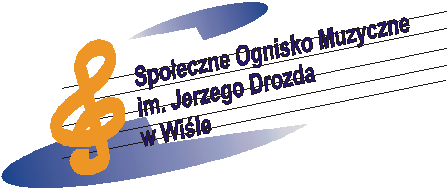 Społeczne Ognisko Muzyczne
im. Jerzego Drozda
w Wiśle